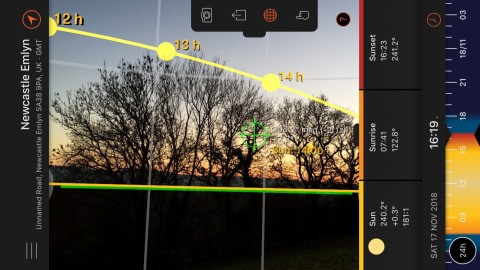 Newcastle Emlyn
Unnamed Road, Newcastle Emlyn SA38 9PA, UK - GMT
12 h
13 h
14 h
?
Sunset
16:23
241.2°
Sunrise
07:41
122.8°
Sun
240.2°
+0.3°
181:1
16:19
SAT 17 NOV 2018
03
18/11
21
18
15
12
09
24h